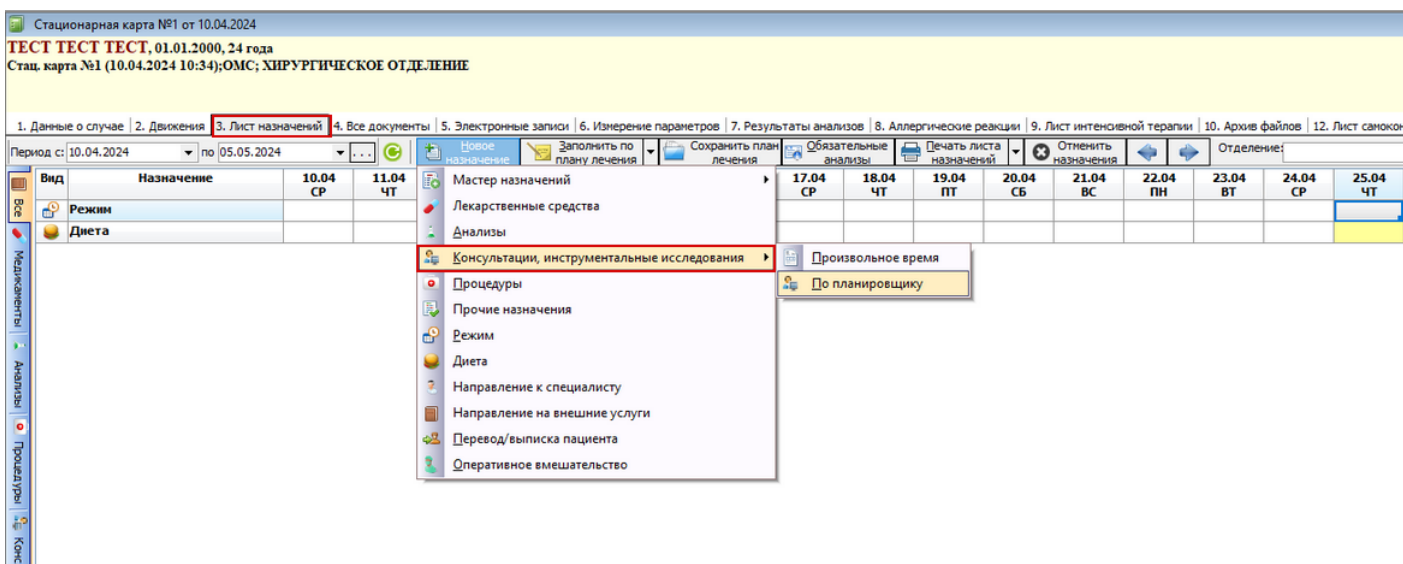 Стационарная карта №1 от 10.04.2024
ТЕСТ ТЕСТ ТЕСТ, 01.01.2000, 24 года
Стац. карта №1 (10.04.2024 10:34);ОМС; ХИРУРГИЧЕСКОЕ ОТДЕЛЕНИЕ
1. Данные о случае 2. Движения 3. Лист назначений 4. Все документы 5. Электронные записи 6. Измерение параметров 7. Результаты анализов 8. Аллергические реакции 9. Лист интенсивной терапии 10. Архив файлов 12. Лист самокон
Период с: 10.04.2024 по 05.05.2024 ... Новое назначение Заполнить по плану лечения Сохранить план лечения Обязательные анализы Печать листа назначений Отменить назначения Отделение:
Вид Назначение 10.04 СР 11.04 ЧТ 17.04 СР 18.04 ЧТ 19.04 ПТ 20.04 СБ 21.04 ВС 22.04 ПН 23.04 ВТ 24.04 СР 25.04 ЧТ
Режим
Диета
Мастер назначений
Лекарственные средства
Анализы
Консультации, инструментальные исследования
Процедуры
Прочие назначения
Режим
Диета
Направление к специалисту
Направление на внешние услуги
Перевод/выписка пациента
Оперативное вмешательство
Произвольное время
По планировщику
Все
Медикаменты
Анализы
Процедуры
Конс